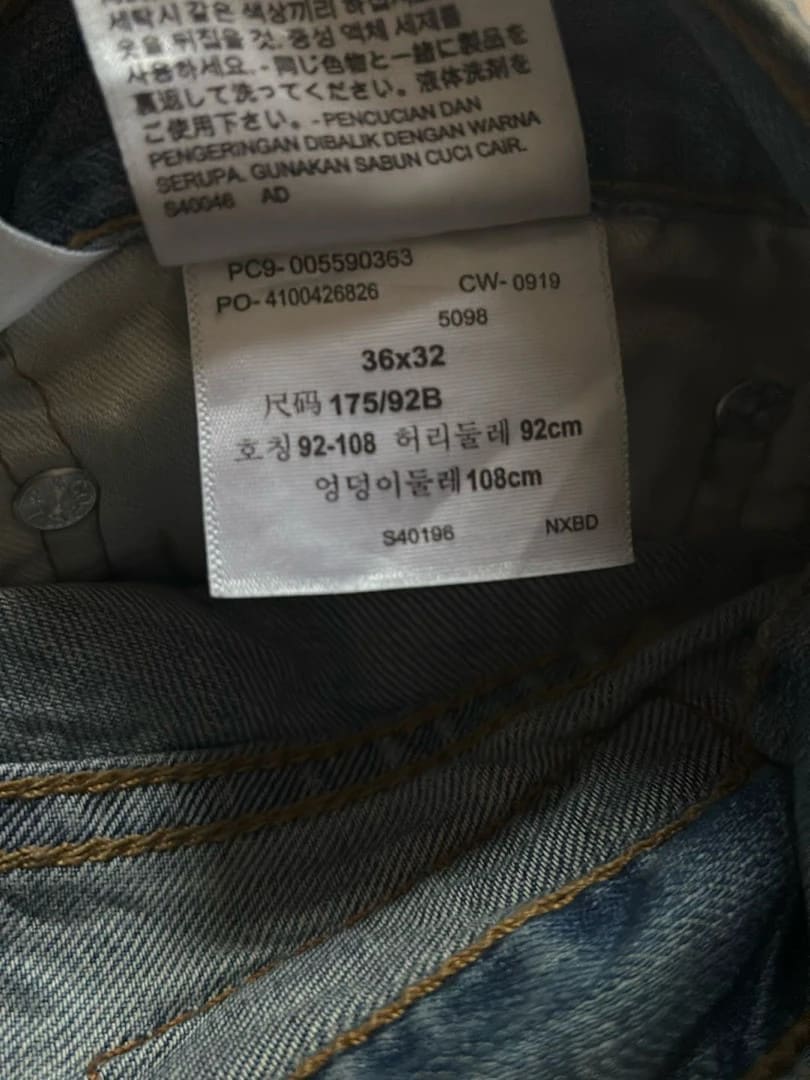 세탁시 같은 색상끼리
옷을 뒤집을 것. 중성 액체 세제를
사용하세요. - 同じ色物と一緒に製品を
裏返して洗ってください。液体洗剤を
ご使用下さい。-PENCUCIAN DAN
PENGERINGAN DIBALIK DENGAN WARNA
SERUPA. GUNAKAN SABUN CUCI CAIR.
S40046 AD
PC9- 005590363
PO- 4100426826 CW- 0919
5098
36x32
尺码 175/92B
호칭 92-108 허리둘레 92cm
엉덩이둘레 108cm
S40196 NXBD